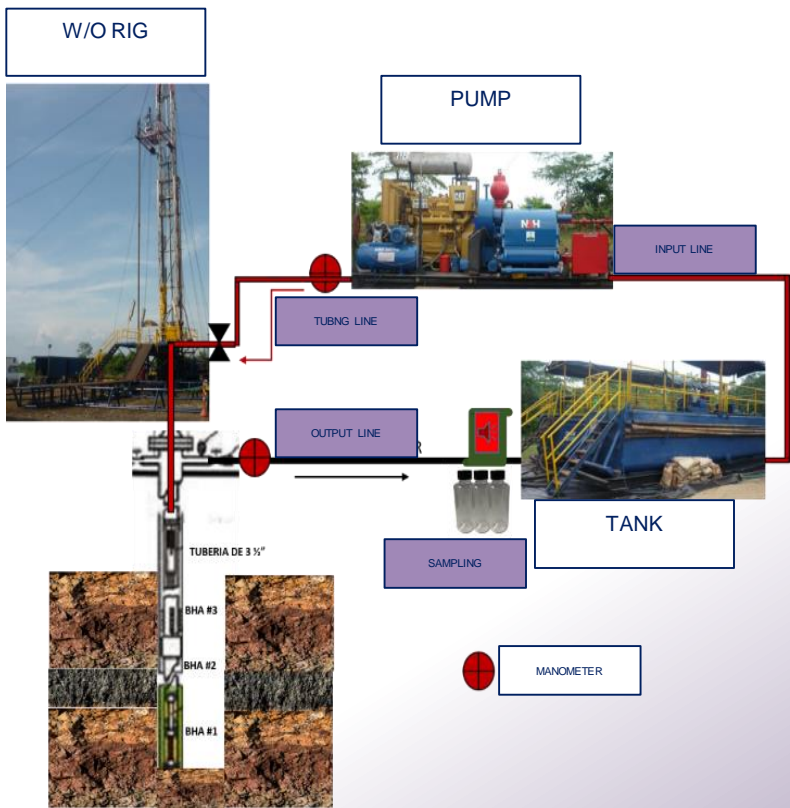 W/O RIG
PUMP
INPUT LINE
TUBNG LINE
OUTPUT LINE
R
TANK
SAMPLING
TUBERIA DE 3 ½”
BHA #3
BHA #2
BHA #1
MANOMETER